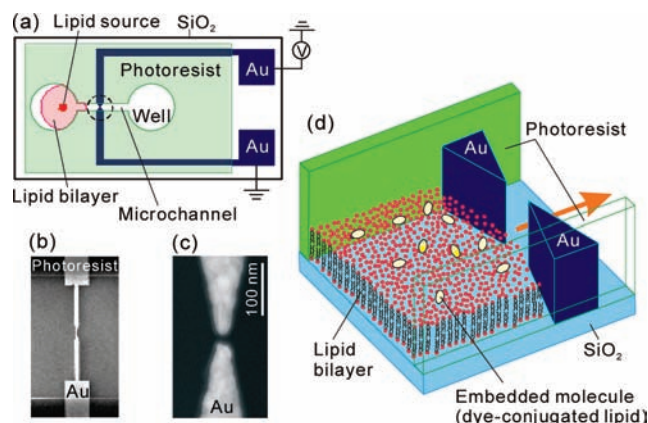 (a)
Lipid source
SiO₂
Photoresist
Au
V
Well
Au
Lipid bilayer
Microchannel
(b)
Photoresist
Au
(c)
100 nm
Au
(d)
Photoresist
Au
Au
Lipid
bilayer
SiO₂
Embedded molecule
(dye-conjugated lipid)